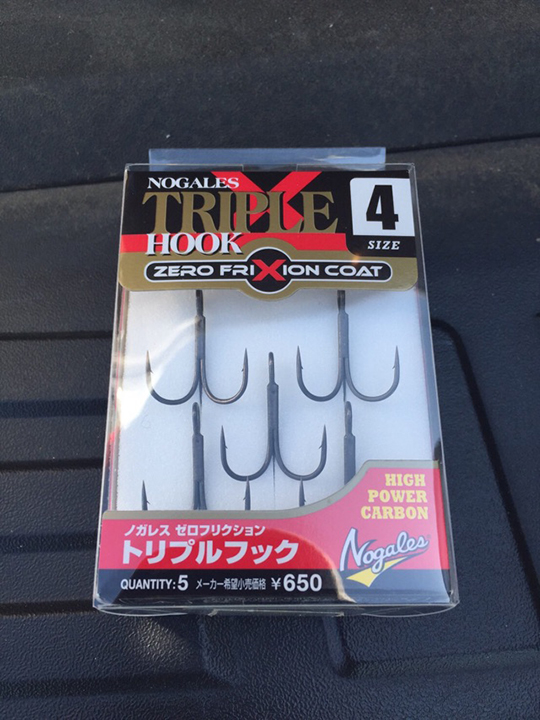 NOGALES
TRIPLE
HOOK
4
SIZE
ZERO FRIXION COAT
HIGH
POWER
CARBON
ノガレス ゼロフリクション
トリプルフック
Nogales
QUANTITY:5 メーカー希望小売価格 ¥650